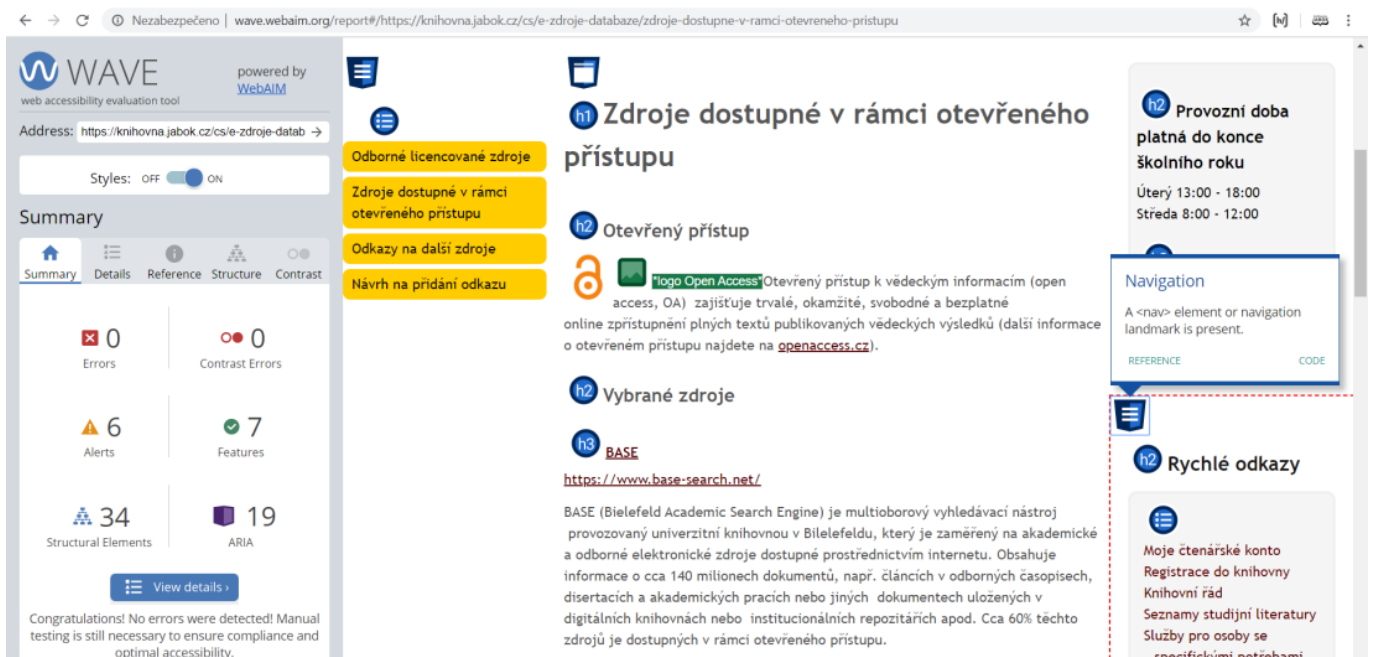 Nezabezpečeno | wave.webaim.org/report#/https://knihovna.jabok.cz/cs/e-zdroje-databaze/zdroje-dostupne-v-ramci-otevreneho-pristupu
WAVE
web accessibility evaluation tool
powered by
WebAIM
Address: https://knihovna.jabok.cz/cs/e-zdroje-datab
Styles: OFF ON
Summary
Summary Details Reference Structure Contrast
0 0
Errors Contrast Errors
6 7
Alerts Features
34 19
Structural Elements ARIA
View details ›
Congratulations! No errors were detected! Manual
testing is still necessary to ensure compliance and
optimal accessibility.
Odborné licencované zdroje
Zdroje dostupné v rámci
otevřeného přístupu
Odkazy na další zdroje
Návrh na přidání odkazu
h1 Zdroje dostupné v rámci otevřeného
přístupu
h2 Otevřený přístup
*logo Open Access* Otevřený přístup k vědeckým informacím (open
access, OA) zajišťuje trvalé, okamžité, svobodné a bezplatné
online zpřístupnění plných textů publikovaných vědeckých výsledků (další informace
o otevřeném přístupu najdete na openaccess.cz).
h2 Vybrané zdroje
h3 BASE
https://www.base-search.net/
BASE (Bielefeld Academic Search Engine) je multioborový vyhledávací nástroj
provozovaný univerzitní knihovnou v Bilelefeldu, který je zaměřený na akademické
a odborné elektronické zdroje dostupné prostřednictvím internetu. Obsahuje
informace o cca 140 milionech dokumentů, např. článcích v odborných časopisech,
disertacích a akademických pracích nebo jiných dokumentech uložených v
digitálních knihovnách nebo institucionálních repozitářích apod. Cca 60% těchto
zdrojů je dostupných v rámci otevřeného přístupu.
h2 Provozní doba
platná do konce
školního roku
Úterý 13:00 - 18:00
Středa 8:00 - 12:00
Navigation
A <nav> element or navigation
landmark is present.
REFERENCE CODE
h2 Rychlé odkazy
Moje čtenářské konto
Registrace do knihovny
Knihovní řád
Seznamy studijní literatury
Služby pro osoby se
specifickými potřebami